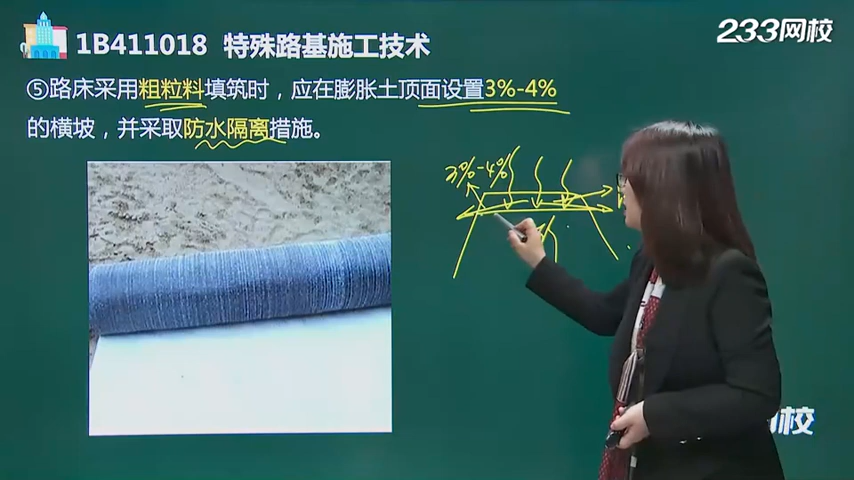 1B411018 特殊路基施工技术
233网校
⑤路床采用粗粒料填筑时，应在膨胀土顶面设置3%-4%
的横坡，并采取防水隔离措施。
3%-4%
网校